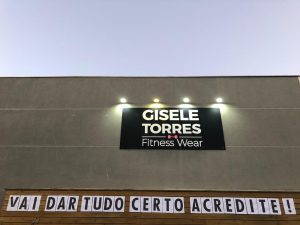 GISELE
TORRES
Fitness Wear
VAI DAR TUDO CERTO ACREDITE!